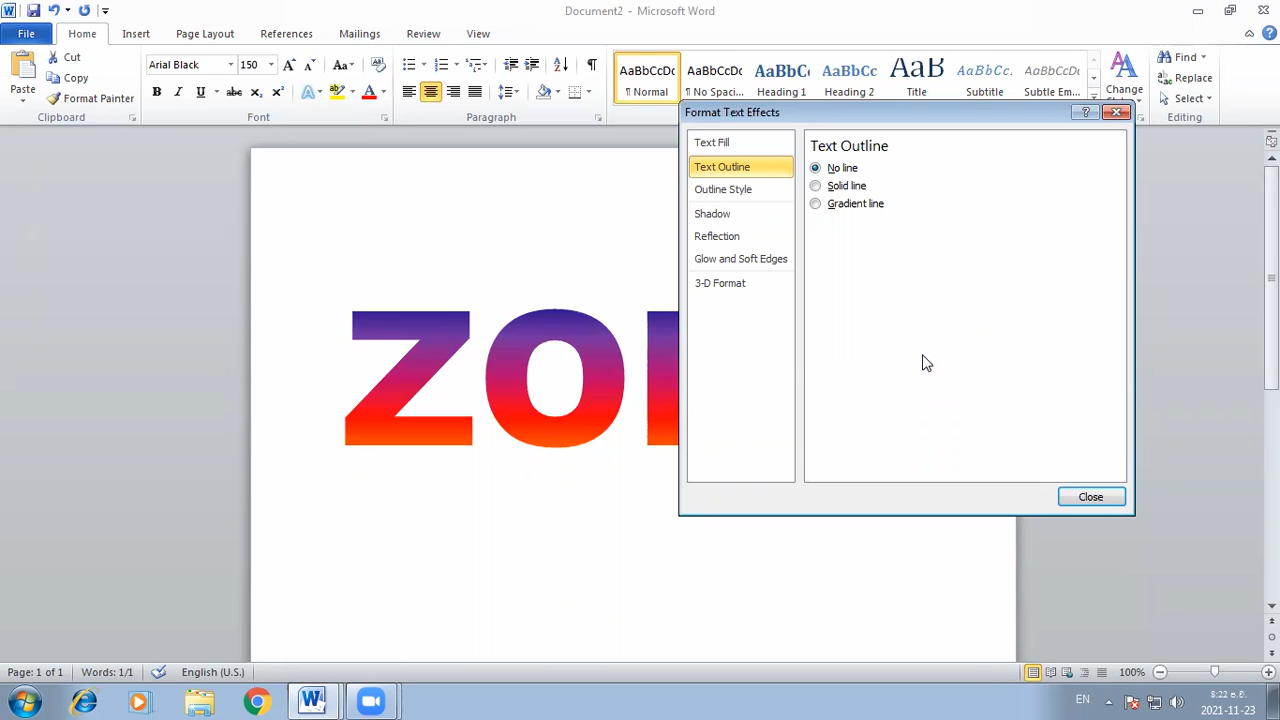 Document2 - Microsoft Word
File Home Insert Page Layout References Mailings Review View
Paste
Cut
Copy
Format Painter
Clipboard
Arial Black 150
Font
Paragraph
AaBbCcDc
¶ Normal
AaBbCcDc
¶ No Spaci...
AaBbCc
Heading 1
AaBbCc
Heading 2
AaB
Title
AaBbCc.
Subtitle
AaBbCcDc
Subtle Em...
Change
Find
Replace
Select
Editing
Format Text Effects
Text Fill
Text Outline
Outline Style
Shadow
Reflection
Glow and Soft Edges
3-D Format
Text Outline
No line
Solid line
Gradient line
Close
ZO
Page: 1 of 1 Words: 1/1 English (U.S.) 100%
EN
2021-11-23